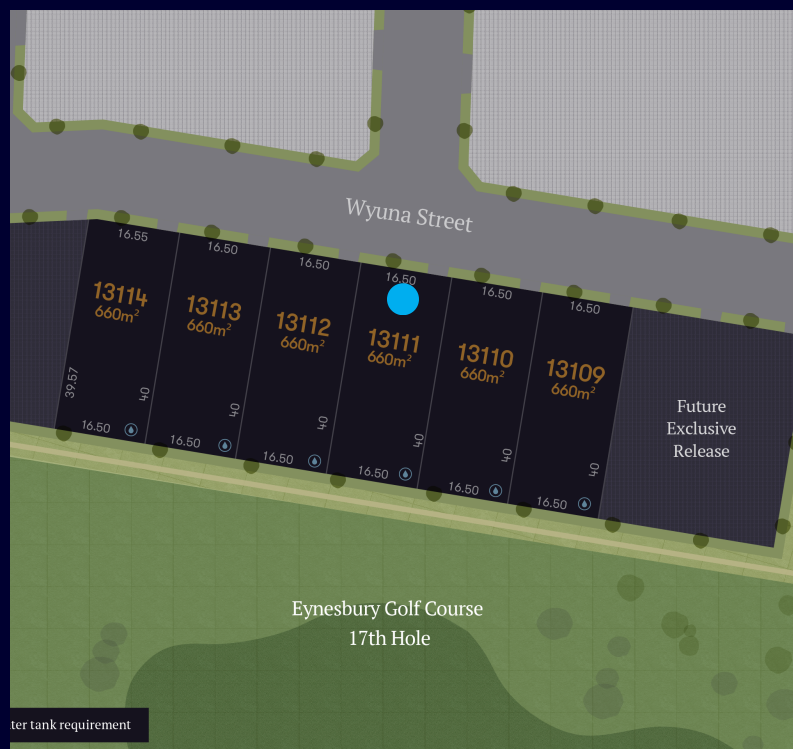 Wyuna Street
16.55
16.50
16.50
16.50
16.50
16.50
13114
660m²
13113
660m²
13112
660m²
13111
660m²
13110
660m²
13109
660m²
39.57
40
40
40
40
40
40
16.50
16.50
16.50
16.50
16.50
16.50
Future
Exclusive
Release
Eynesbury Golf Course
17th Hole
ter tank requirement